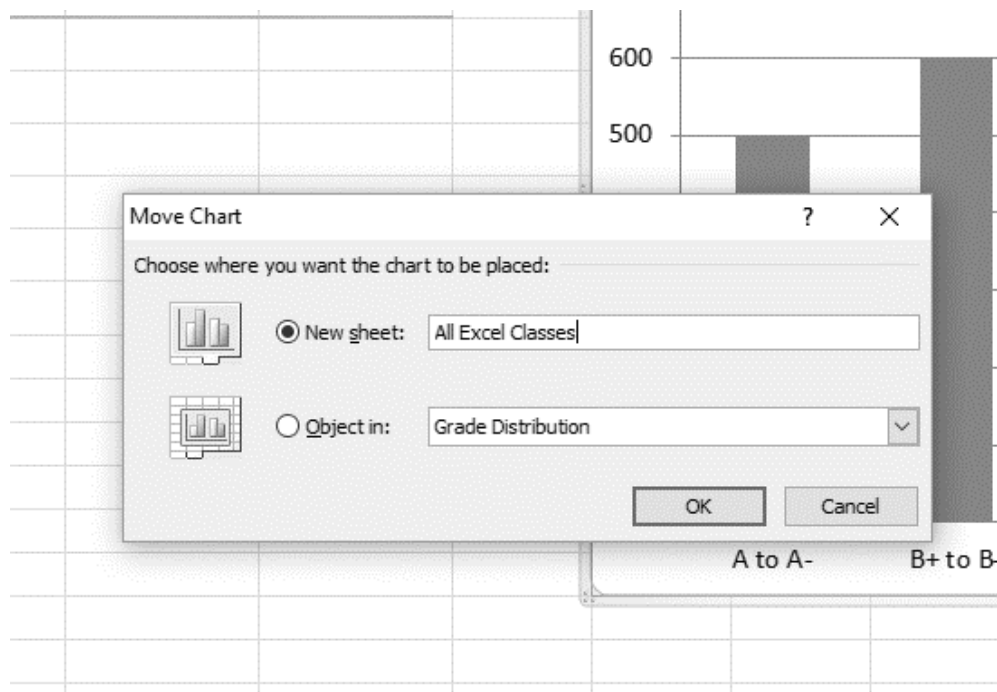 600
500
Move Chart ?
Choose where you want the chart to be placed:
New sheet: All Excel Classes
Object in: Grade Distribution
OK Cancel
A to A- B+ to B-